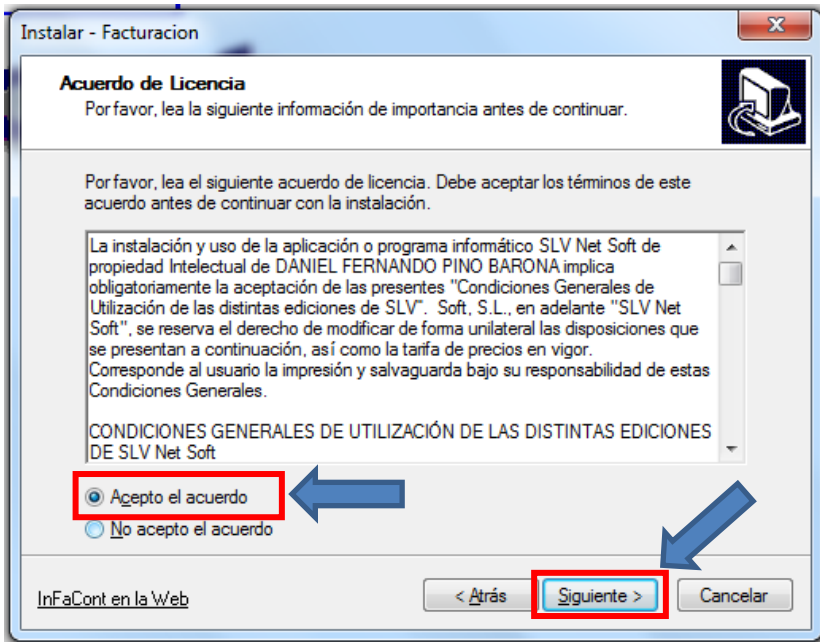 Instalar - Facturacion
Acuerdo de Licencia
Por favor, lea la siguiente información de importancia antes de continuar.
Por favor, lea el siguiente acuerdo de licencia. Debe aceptar los términos de este
acuerdo antes de continuar con la instalación.
La instalación y uso de la aplicación o programa informático SLV Net Soft de
propiedad Intelectual de DANIEL FERNANDO PINO BARONA implica
obligatoriamente la aceptación de las presentes "Condiciones Generales de
Utilización de las distintas ediciones de SLV". Soft, S.L., en adelante "SLV Net
Soft", se reserva el derecho de modificar de forma unilateral las disposiciones que
se presentan a continuación, así como la tarifa de precios en vigor.
Corresponde al usuario la impresión y salvaguarda bajo su responsabilidad de estas
Condiciones Generales.
CONDICIONES GENERALES DE UTILIZACIÓN DE LAS DISTINTAS EDICIONES
DE SLV Net Soft
Acepto el acuerdo
No acepto el acuerdo
InFaCont en la Web
< Atrás
Siguiente >
Cancelar